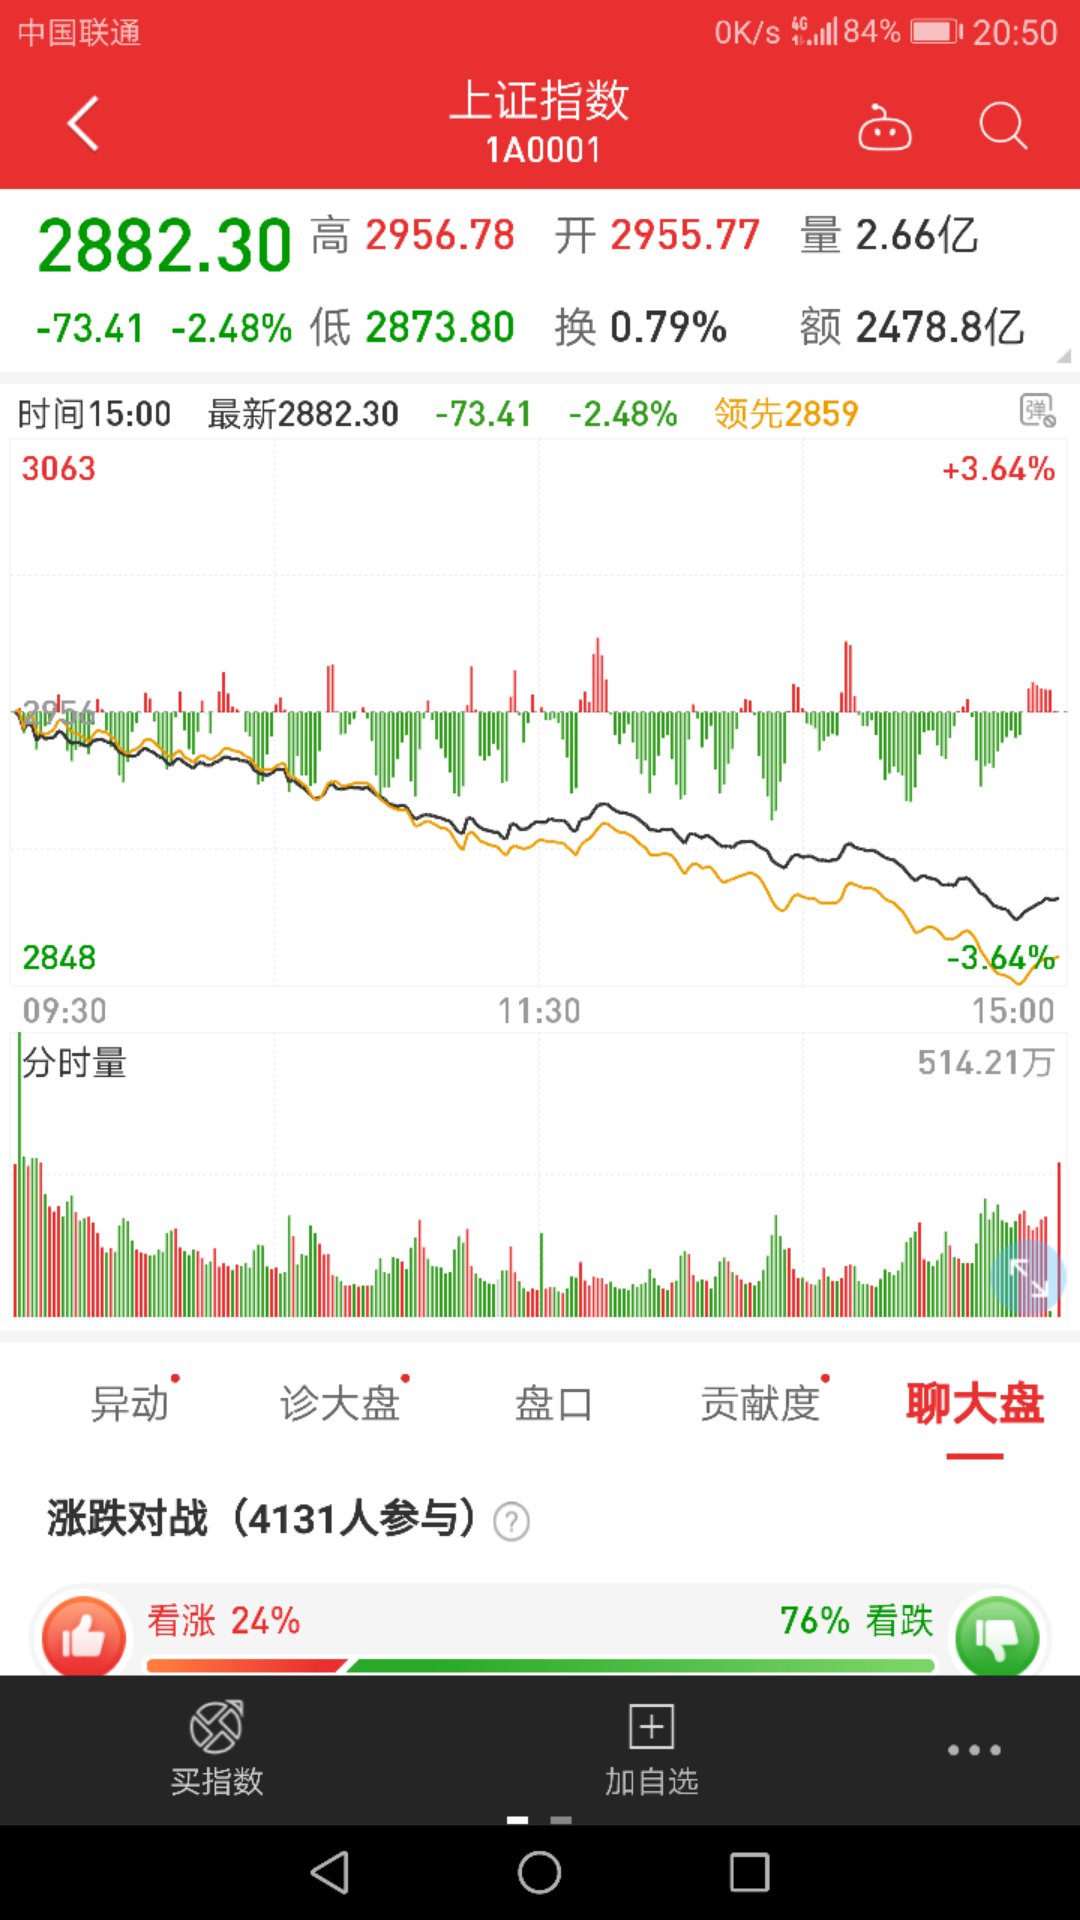 中国联通 0K/s 4G 84% 20:50
上证指数
1A0001
2882.30 高 2956.78 开 2955.77 量 2.66亿
-73.41 -2.48% 低 2873.80 换 0.79% 额 2478.8亿
时间15:00 最新2882.30 -73.41 -2.48% 领先2859 弹
3063 +3.64%
2956
2848 -3.64%
09:30 11:30 15:00
分时量 514.21万
异动 诊大盘 盘口 贡献度 聊大盘
涨跌对战（4131人参与） ?
看涨 24% 76% 看跌
买指数 加自选